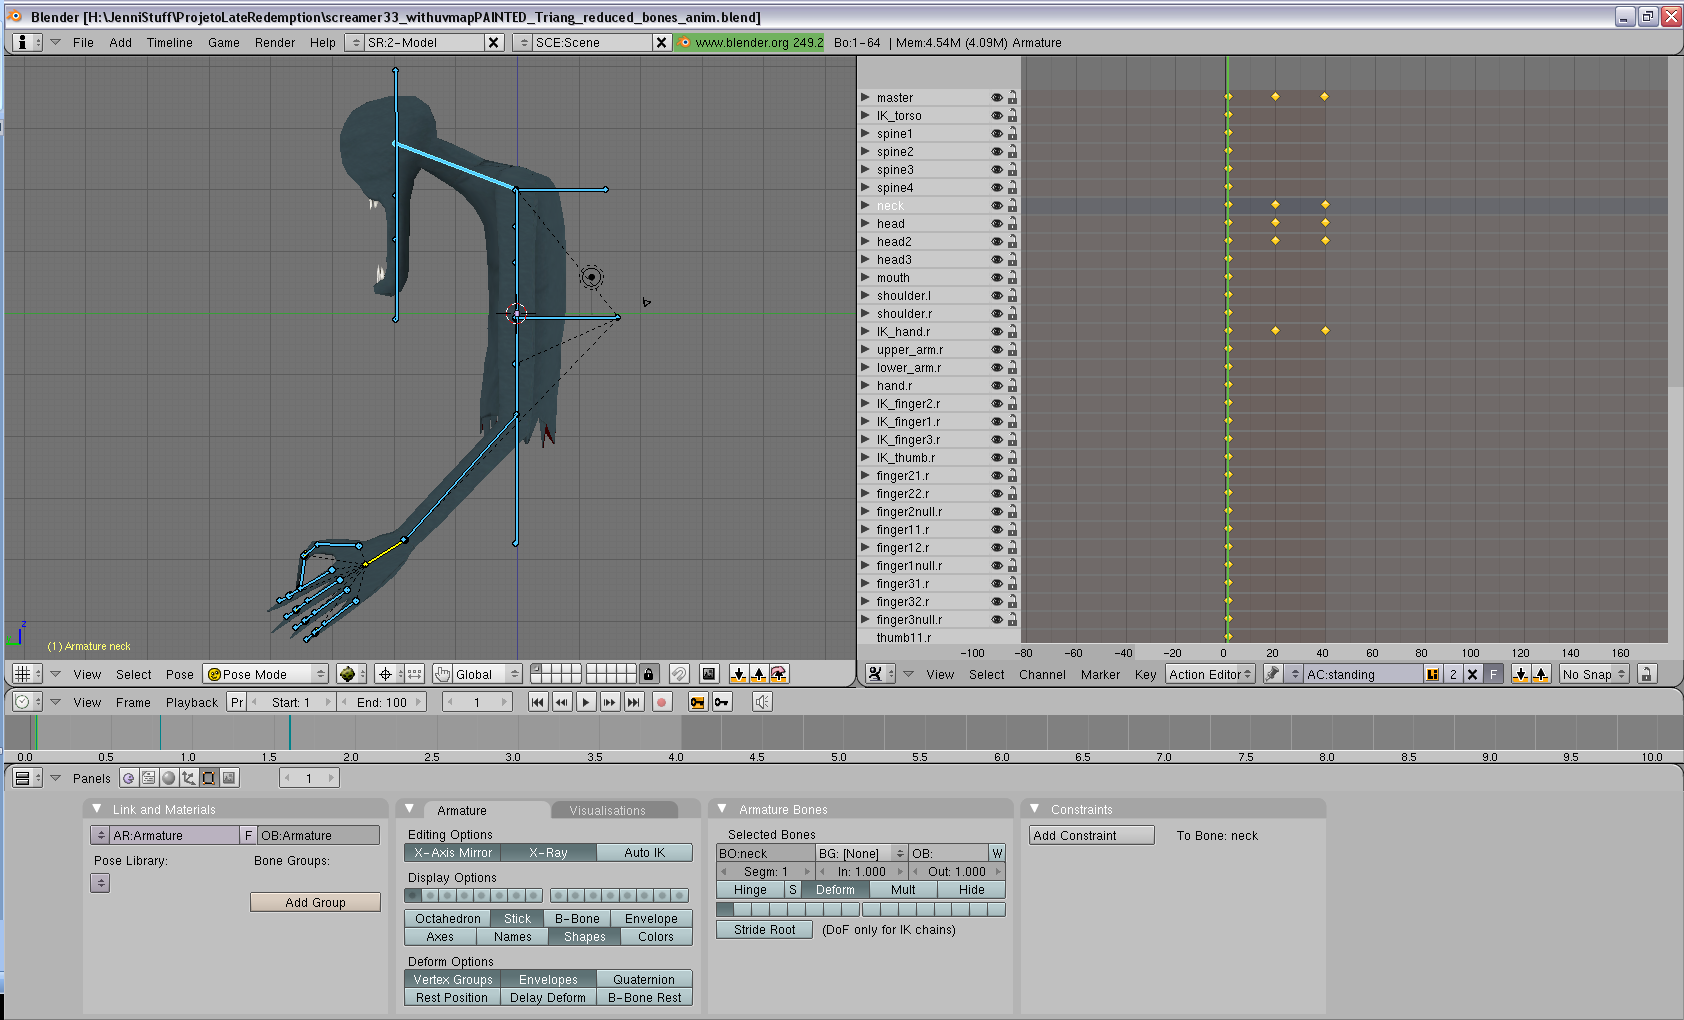 Blender [H:\JenniStuff\ProjetoLateRedemption\screamer33_withuvmapPAINTED_Triang_reduced_bones_anim.blend]
File Add Timeline Game Render Help SR:2-Model SCE:Scene www.blender.org 249.2 Bo:1-64 | Mem:4.54M (4.09M) Armature
master
IK_torso
spine1
spine2
spine3
spine4
neck
head
head2
head3
mouth
shoulder.l
shoulder.r
IK_hand.r
upper_arm.r
lower_arm.r
hand.r
IK_finger2.r
IK_finger1.r
IK_finger3.r
IK_thumb.r
finger21.r
finger22.r
finger2null.r
finger11.r
finger12.r
finger1null.r
finger31.r
finger32.r
finger3null.r
thumb11.r
z
(1) Armature neck
-100 -80 -60 -40 -20 0 20 40 60 80 100 120 140 160
View Select Pose Pose Mode Global
View Select Channel Marker Key Action Editor AC:standing 2 F No Snap
View Frame Playback Pr Start: 1 End: 100 1
0.0 0.5 1.0 1.5 2.0 2.5 3.0 3.5 4.0 4.5 5.0 5.5 6.0 6.5 7.0 7.5 8.0 8.5 9.0 9.5 10.0
Panels 1
Link and Materials
AR:Armature F OB:Armature
Pose Library: Bone Groups:
Add Group
Armature Visualisations
Editing Options
X-Axis Mirror X-Ray Auto IK
Display Options
Octahedron Stick B-Bone Envelope
Axes Names Shapes Colors
Deform Options
Vertex Groups Envelopes Quaternion
Rest Position Delay Deform B-Bone Rest
Armature Bones
Selected Bones
BO:neck BG: [None] OB: W
Segm: 1 In: 1.000 Out: 1.000
Hinge S Deform Mult Hide
Stride Root (DoF only for IK chains)
Constraints
Add Constraint To Bone: neck